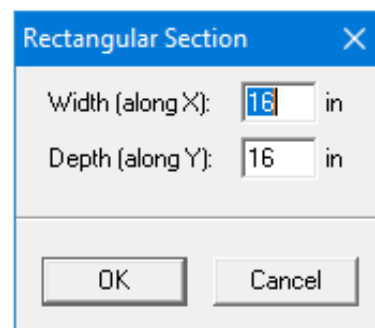 Rectangular Section
Width (along X): 16 in
Depth (along Y): 16 in
OK Cancel